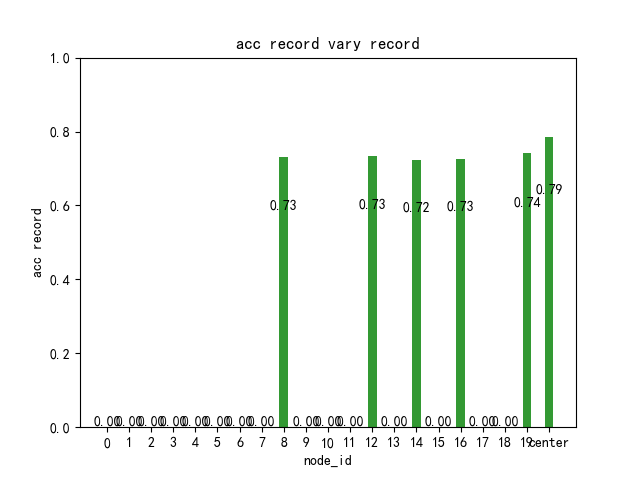 acc record vary record
acc record
1.0
0.8
0.6
0.4
0.2
0.0
0.00 0.00 0.00 0.00 0.00 0.00 0.00 0.00 0.73 0.00 0.00 0.00 0.73 0.00 0.72 0.00 0.73 0.00 0.00 0.74 0.79
0 1 2 3 4 5 6 7 8 9 10 11 12 13 14 15 16 17 18 19 center
node_id